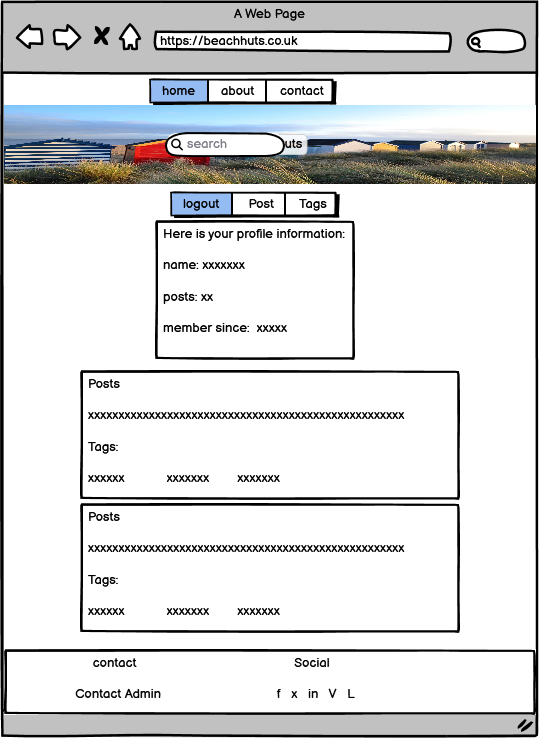 A Web Page
https://beachhuts.co.uk
home about contact
search uts
logout Post Tags
Here is your profile information:
name: xxxxxxx
posts: xx
member since: xxxxx
Posts
xxxxxxxxxxxxxxxxxxxxxxxxxxxxxxxxxxxxxxxxxxxxxxxxxxxx
Tags:
xxxxxx xxxxxxx xxxxxxx
Posts
xxxxxxxxxxxxxxxxxxxxxxxxxxxxxxxxxxxxxxxxxxxxxxxxxxxx
Tags:
xxxxxx xxxxxxx xxxxxxx
contact Social
Contact Admin f x in V L